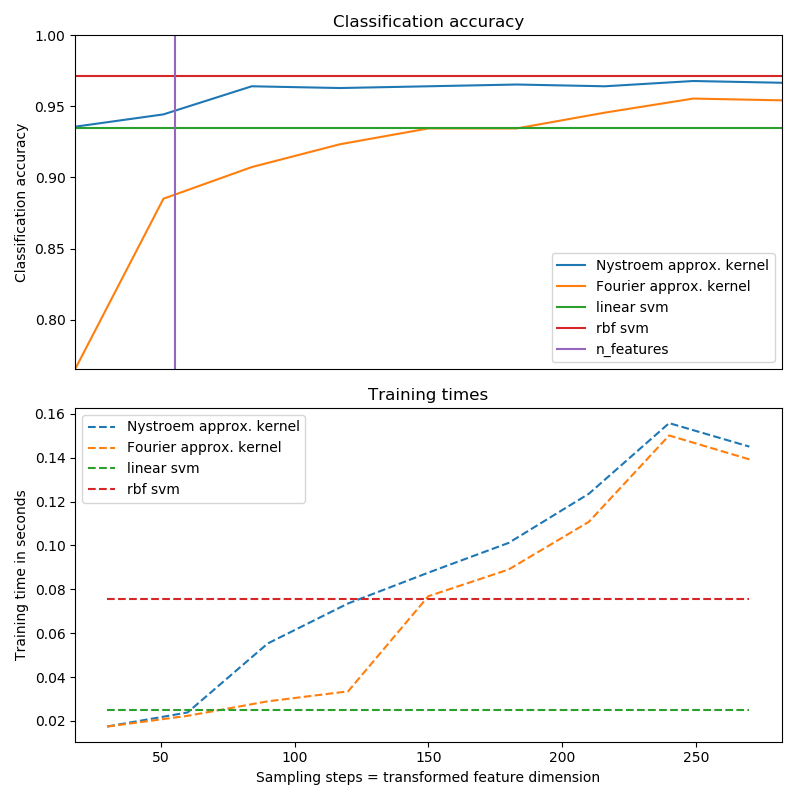 Classification accuracy
Classification accuracy
1.00
0.95
0.90
0.85
0.80
Nystroem approx. kernel
Fourier approx. kernel
linear svm
rbf svm
n_features
Training times
Training time in seconds
0.16
0.14
0.12
0.10
0.08
0.06
0.04
0.02
Nystroem approx. kernel
Fourier approx. kernel
linear svm
rbf svm
50
100
150
200
250
Sampling steps = transformed feature dimension